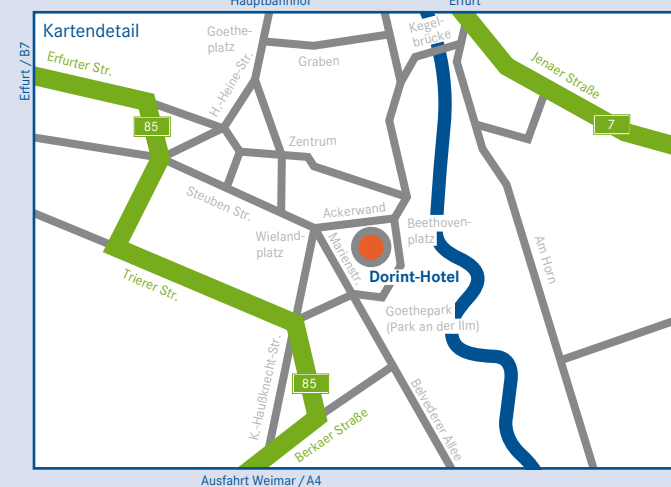 Hauptbahnhof
Erfurt
Kartendetail
Erfurt / B7
Erfurter Str.
Goethe-
platz
H.-Heine-Str.
Graben
Kegel-
brücke
Jenaer Straße
7
85
Zentrum
Steuben Str.
Ackerwand
Wieland-
platz
Marienstr.
Beethoven-
platz
Dorint-Hotel
Am Horn
Trierer Str.
Goethepark
(Park an der Ilm)
K.-Haußknecht-Str.
85
Belvederer Allee
Berkaer Straße
Ausfahrt Weimar / A4